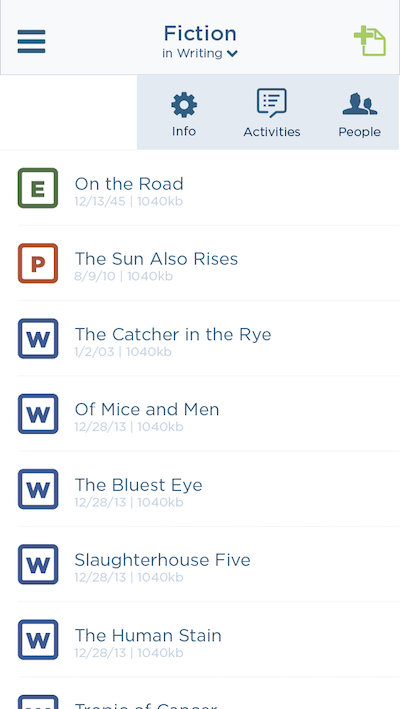 Fiction
in Writing
Info
Activities
People
E
On the Road
12/13/45 | 1040kb
P
The Sun Also Rises
8/9/10 | 1040kb
W
The Catcher in the Rye
1/2/03 | 1040kb
W
Of Mice and Men
12/28/13 | 1040kb
W
The Bluest Eye
12/28/13 | 1040kb
W
Slaughterhouse Five
12/28/13 | 1040kb
W
The Human Stain
12/28/13 | 1040kb
Tropic of Cancer